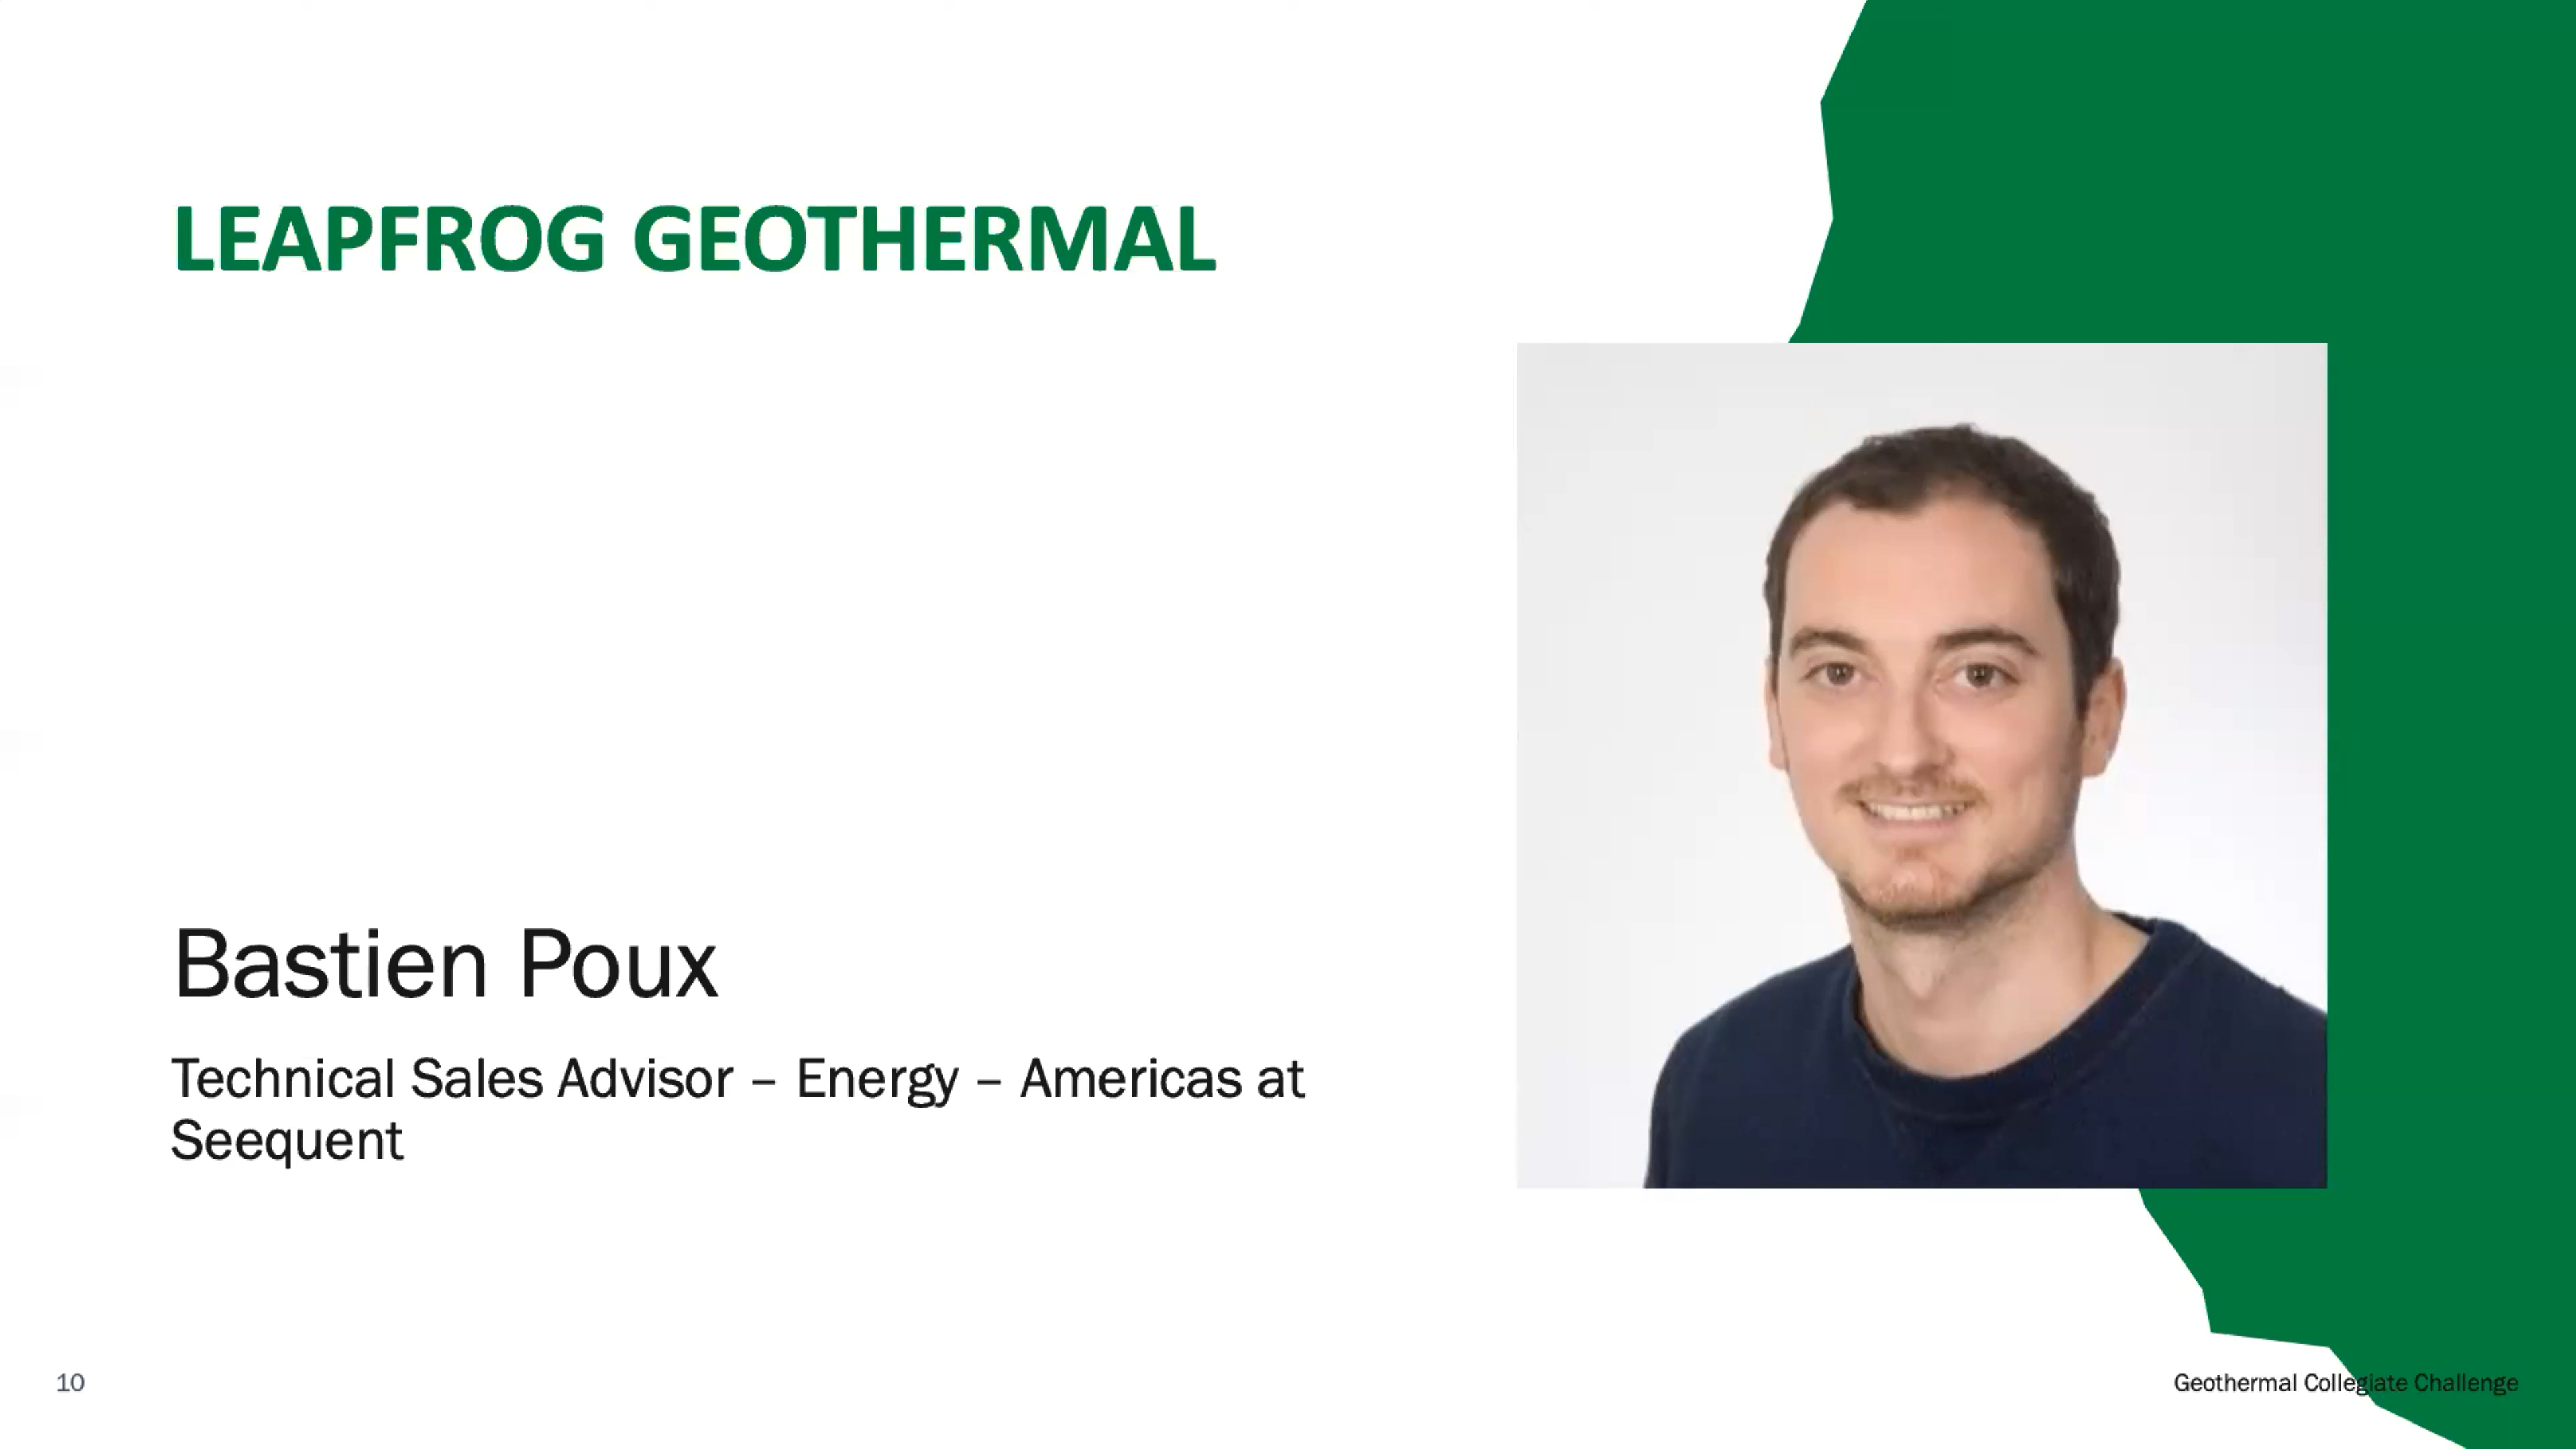 LEAPFROG GEOTHERMAL
Bastien Poux
Technical Sales Advisor – Energy – Americas at
Seequent
10
Geothermal Collegiate Challenge